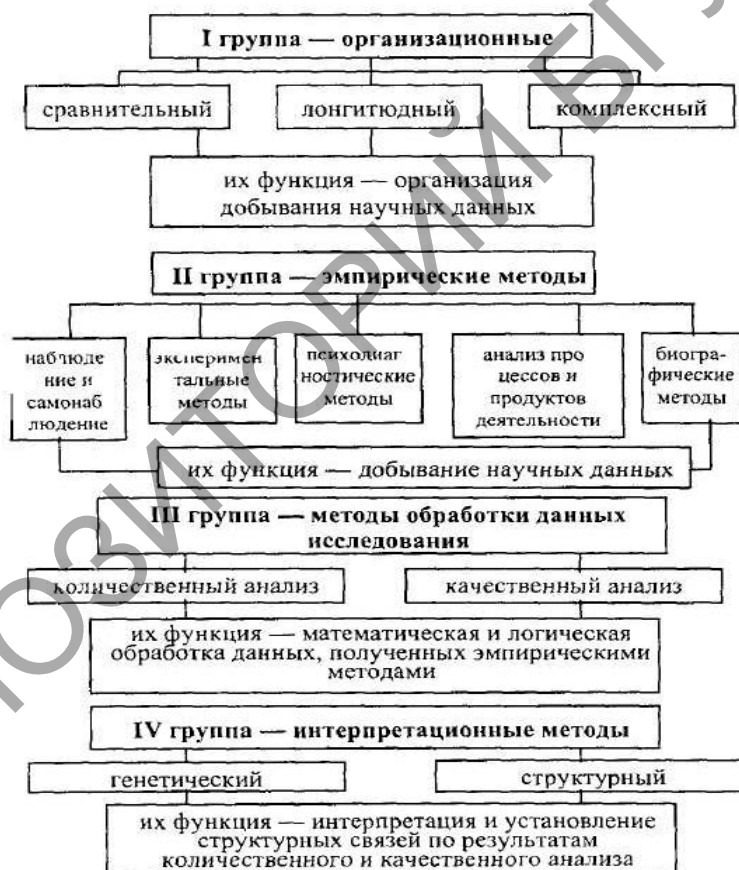 I группа — организационные
сравнительный
лонгитюдный
комплексный
их функция — организация
добывания научных данных
II группа — эмпирические методы
наблюде
ние и
самонаб
людение
эксперимен
тальные
методы
психодиаг
ностические
методы
анализ про
цессов и
продуктов
деятельности
биогра-
фические
методы
их функция — добывание научных данных
III группа — методы обработки данных
исследования
количественный анализ
качественный анализ
их функция — математическая и логическая
обработка данных, полученных эмпирическими
методами
IV группа — интерпретационные методы
генетический
структурный
их функция — интерпретация и установление
структурных связей по результатам
количественного и качественного анализа